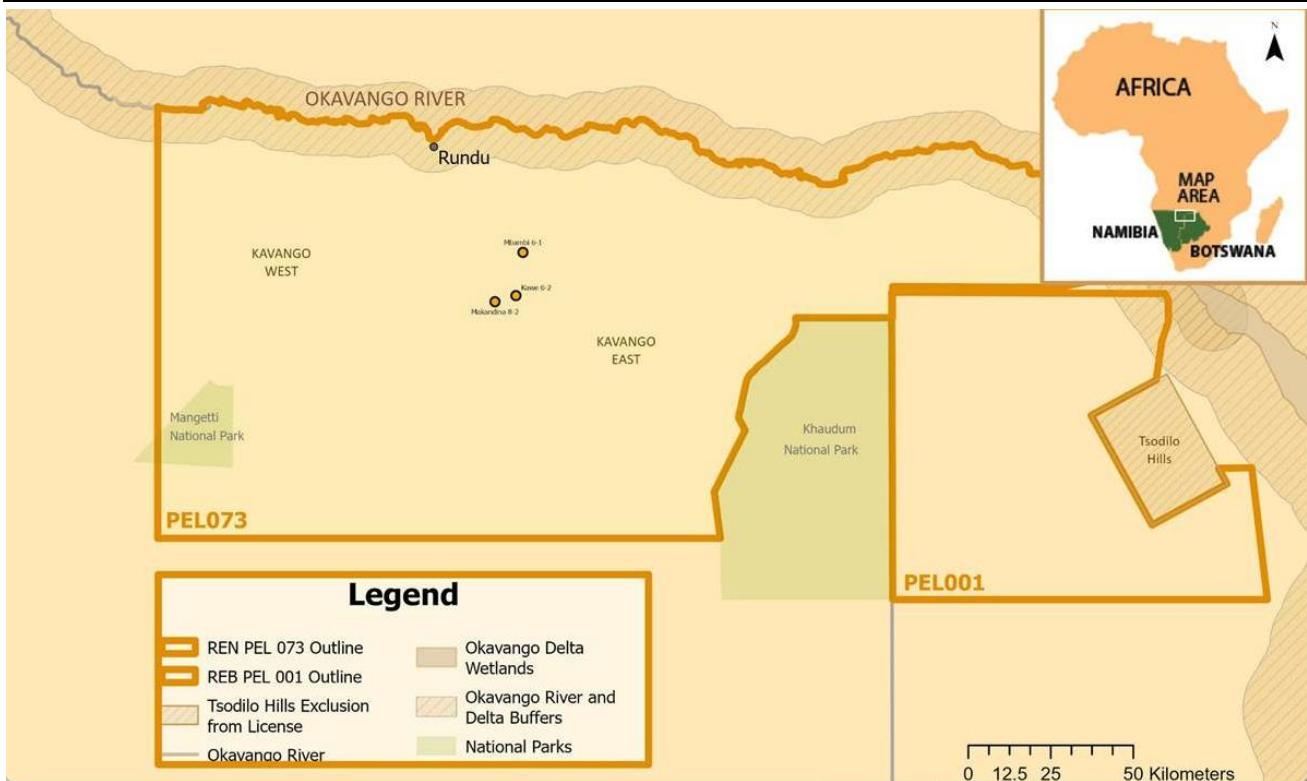 OKAVANGO RIVER
Rundu
Mbambi 6-1
KAVANGO
WEST
Kawe 6-2
Makandina 8-2
KAVANGO
EAST
Mangetti
National Park
Khaudum
National Park
Tsodilo
Hills
PEL073
PEL001
N
AFRICA
MAP
AREA
NAMIBIA
BOTSWANA
Legend
REN PEL 073 Outline
REB PEL 001 Outline
Tsodilo Hills Exclusion
from License
Okavango River
Okavango Delta
Wetlands
Okavango River and
Delta Buffers
National Parks
0 12.5 25 50 Kilometers